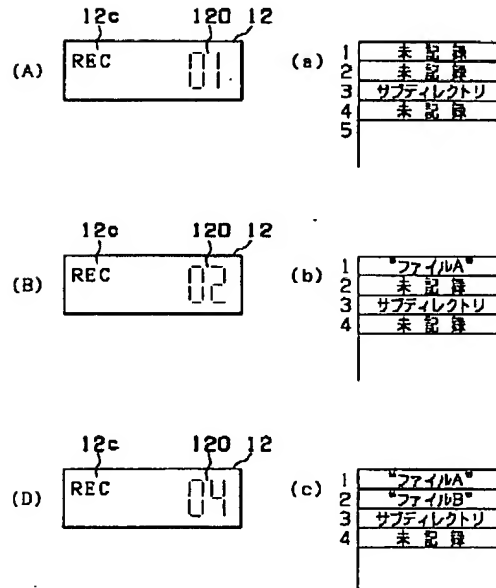 12c 120 12
(A) REC 01
(a)
1 未記録
2 未記録
3 サブディレクトリ
4 未記録
5
12c 120 12
(B) REC 02
(b)
1 "ファイルA"
2 未記録
3 サブディレクトリ
4 未記録
12c 120 12
(D) REC 04
(c)
1 "ファイルA"
2 "ファイルB"
3 サブディレクトリ
4 未記録